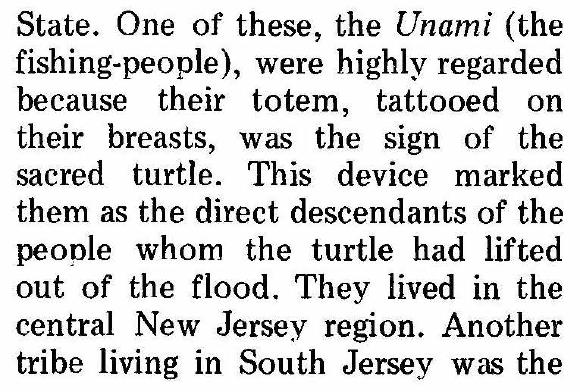 State. One of these, the Unami (the
fishing-people), were highly regarded
because their totem, tattooed on
their breasts, was the sign of the
sacred turtle. This device marked
them as the direct descendants of the
people whom the turtle had lifted
out of the flood. They lived in the
central New Jersey region. Another
tribe living in South Jersey was the